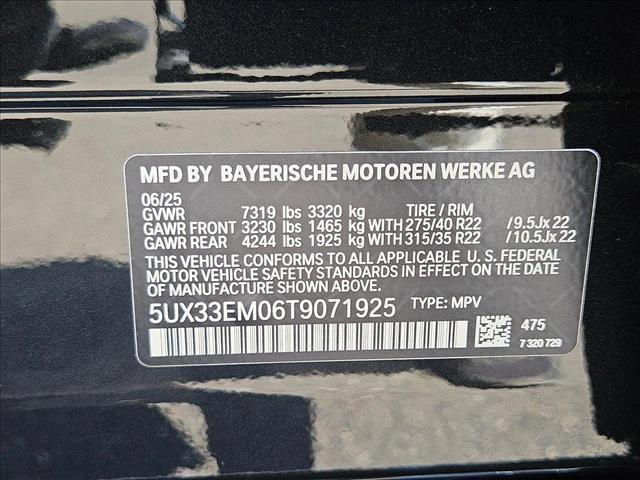 MFD BY BAYERISCHE MOTOREN WERKE AG
06/25
GVWR 7319 lbs 3320 kg TIRE / RIM
GAWR FRONT 3230 lbs 1465 kg WITH 275/40 R22 /9.5Jx22
GAWR REAR 4244 lbs 1925 kg WITH 315/35 R22 /10.5Jx22
THIS VEHICLE CONFORMS TO ALL APPLICABLE U.S. FEDERAL
MOTOR VEHICLE SAFETY STANDARDS IN EFFECT ON THE DATE
OF MANUFACTURE SHOWN ABOVE.
5UX33EM06T9071925 TYPE: MPV
475
7 320 729